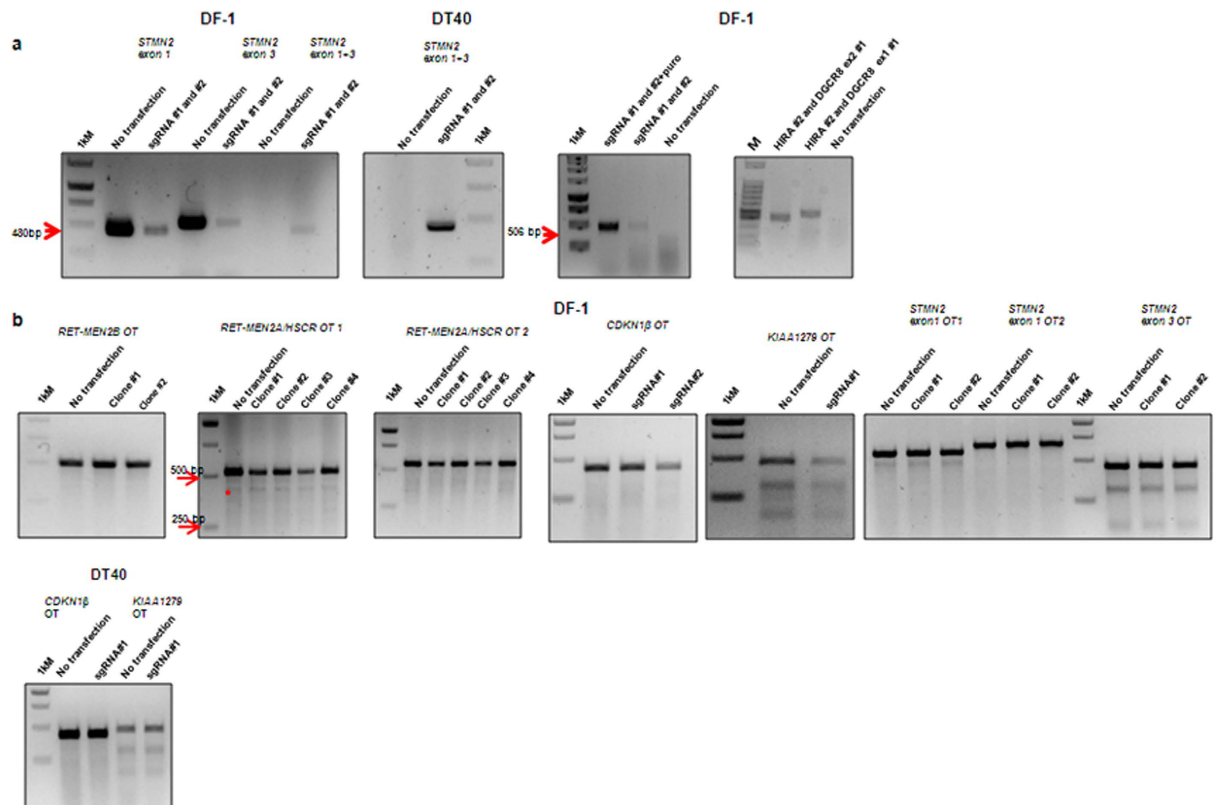 DF-1
DT40
DF-1
a
STMN2
exon 1
STMN2
exon 3
STMN2
exon 1+3
STMN2
exon 1+3
1kM
No transfection
sgRNA #1 and #2
No transfection
sgRNA #1 and #2
No transfection
sgRNA #1 and #2
No transfection
sgRNA #1 and #2
1kM
1kM
sgRNA #1 and #2+puro
sgRNA #1 and #2
No transfection
M
HIRA #2 and DGCR8 ex2 #1
HIRA #2 and DGCR8 ex1 #1
No transfection
480bp
506 bp
b
DF-1
RET-MEN2B OT
RET-MEN2A/HSCR OT 1
RET-MEN2A/HSCR OT 2
CDKN1β OT
KIAA1279 OT
STMN2
exon1 OT1
STMN2
exon 1 OT2
STMN2
exon 3 OT
1kM
No transfection
Clone #1
Clone #2
1kM
No transfection
Clone #1
Clone #2
Clone #3
Clone #4
1kM
No transfection
Clone #1
Clone #2
Clone #3
Clone #4
1kM
No transfection
sgRNA#1
sgRNA#2
1kM
No transfection
sgRNA#1
No transfection
Clone #1
Clone #2
No transfection
Clone #1
Clone #2
1kM
No transfection
Clone #1
Clone #2
500 bp
250 bp
DT40
CDKN1β
OT
KIAA1279
OT
1kM
No transfection
sgRNA#1
No transfection
sgRNA#1